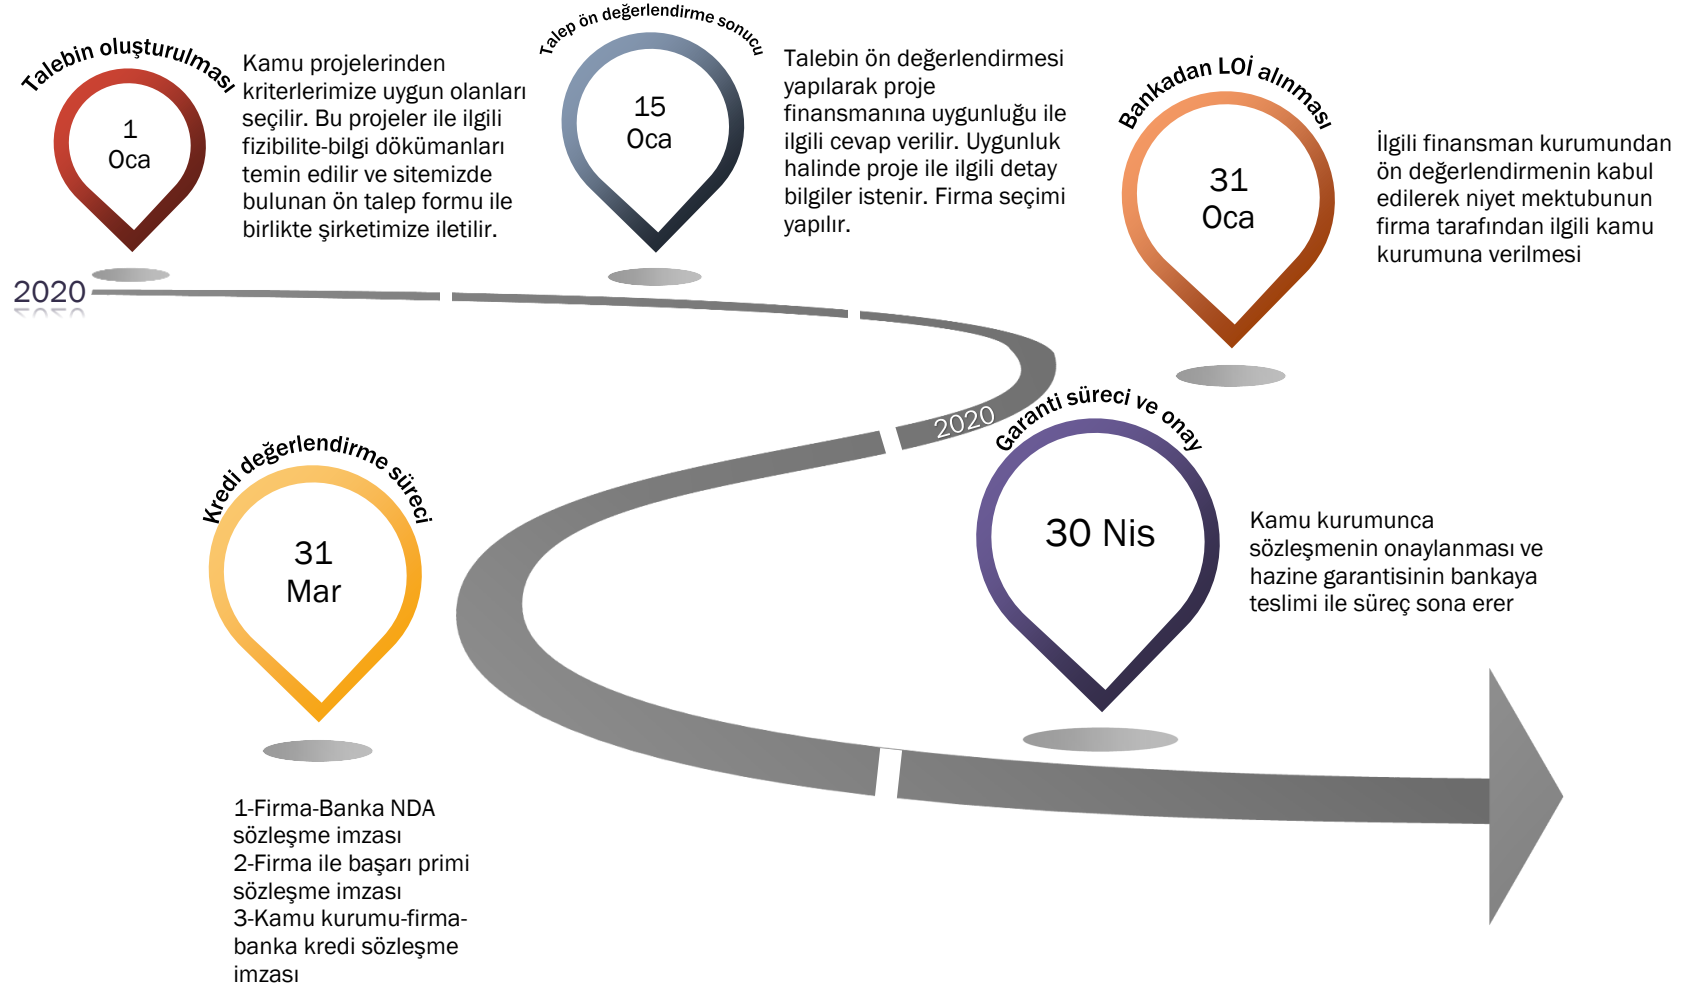 Talebin oluşturulması
1
Oca
Kamu projelerinden
kriterlerimize uygun olanları
seçilir. Bu projeler ile ilgili
fizibilite-bilgi dökümanları
temin edilir ve sitemizde
bulunan ön talep formu ile
birlikte şirketimize iletilir.
Talep ön değerlendirme sonucu
15
Oca
Talebin ön değerlendirmesi
yapılarak proje
finansmanına uygunluğu ile
ilgili cevap verilir. Uygunluk
halinde proje ile ilgili detay
bilgiler istenir. Firma seçimi
yapılır.
Bankadan LOİ alınması
31
Oca
İlgili finansman kurumundan
ön değerlendirmenin kabul
edilerek niyet mektubunun
firma tarafından ilgili kamu
kurumuna verilmesi
2020
2020
Kredi değerlendirme süreci
31
Mar
1-Firma-Banka NDA
sözleşme imzası
2-Firma ile başarı primi
sözleşme imzası
3-Kamu kurumu-firma-
banka kredi sözleşme
imzası
Garanti süreci ve onay
30 Nis
Kamu kurumunca
sözleşmenin onaylanması ve
hazine garantisinin bankaya
teslimi ile süreç sona erer